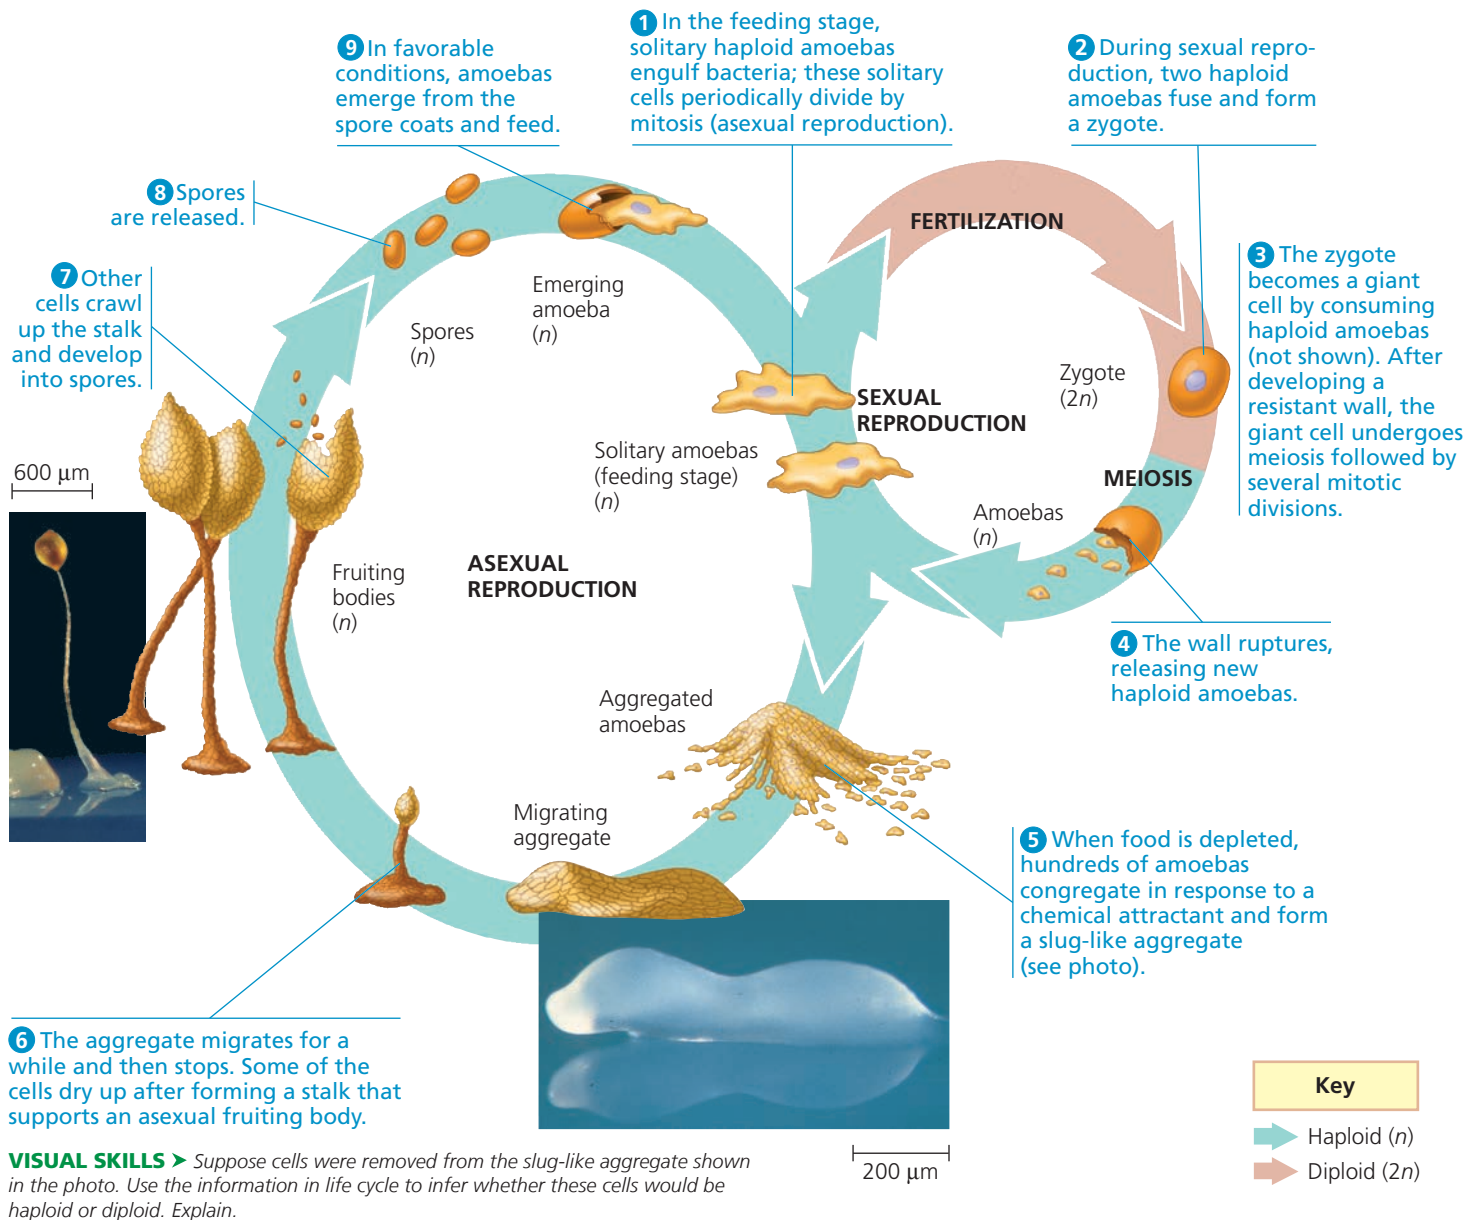 1 In the feeding stage,
solitary haploid amoebas
engulf bacteria; these solitary
cells periodically divide by
mitosis (asexual reproduction).
2 During sexual repro-
duction, two haploid
amoebas fuse and form
a zygote.
9 In favorable
conditions, amoebas
emerge from the
spore coats and feed.
8 Spores
are released.
7 Other
cells crawl
up the stalk
and develop
into spores.
FERTILIZATION
3 The zygote
becomes a giant
cell by consuming
haploid amoebas
(not shown). After
developing a
resistant wall, the
giant cell undergoes
meiosis followed by
several mitotic
divisions.
Emerging
amoeba
(n)
Spores
(n)
Zygote
(2n)
SEXUAL
REPRODUCTION
Solitary amoebas
(feeding stage)
(n)
MEIOSIS
600 μm
Amoebas
(n)
ASEXUAL
REPRODUCTION
Fruiting
bodies
(n)
4 The wall ruptures,
releasing new
haploid amoebas.
Aggregated
amoebas
Migrating
aggregate
5 When food is depleted,
hundreds of amoebas
congregate in response to a
chemical attractant and form
a slug-like aggregate
(see photo).
6 The aggregate migrates for a
while and then stops. Some of the
cells dry up after forming a stalk that
supports an asexual fruiting body.
Key
Haploid (n)
Diploid (2n)
200 μm
VISUAL SKILLS ➤ Suppose cells were removed from the slug-like aggregate shown
in the photo. Use the information in life cycle to infer whether these cells would be
haploid or diploid. Explain.